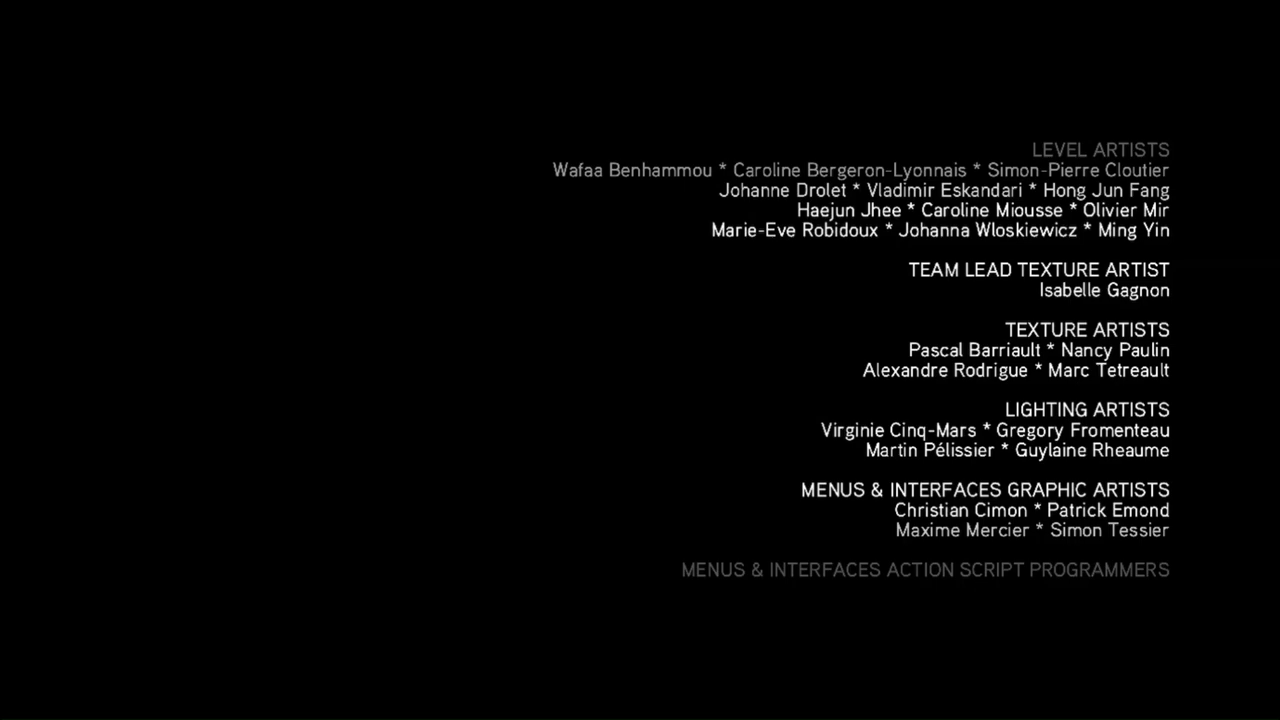 LEVEL ARTISTS
Wafaa Benhammou * Caroline Bergeron-Lyonnais * Simon-Pierre Cloutier
Johanne Drolet * Vladimir Eskandari * Hong Jun Fang
Haejun Jhee * Caroline Miousse * Olivier Mir
Marie-Eve Robidoux * Johanna Wloskiewicz * Ming Yin
TEAM LEAD TEXTURE ARTIST
Isabelle Gagnon
TEXTURE ARTISTS
Pascal Barriault * Nancy Paulin
Alexandre Rodrigue * Marc Tetreault
LIGHTING ARTISTS
Virginie Cinq-Mars * Gregory Fromenteau
Martin Pélissier * Guylaine Rheaume
MENUS & INTERFACES GRAPHIC ARTISTS
Christian Cimon * Patrick Emond
Maxime Mercier * Simon Tessier
MENUS & INTERFACES ACTION SCRIPT PROGRAMMERS